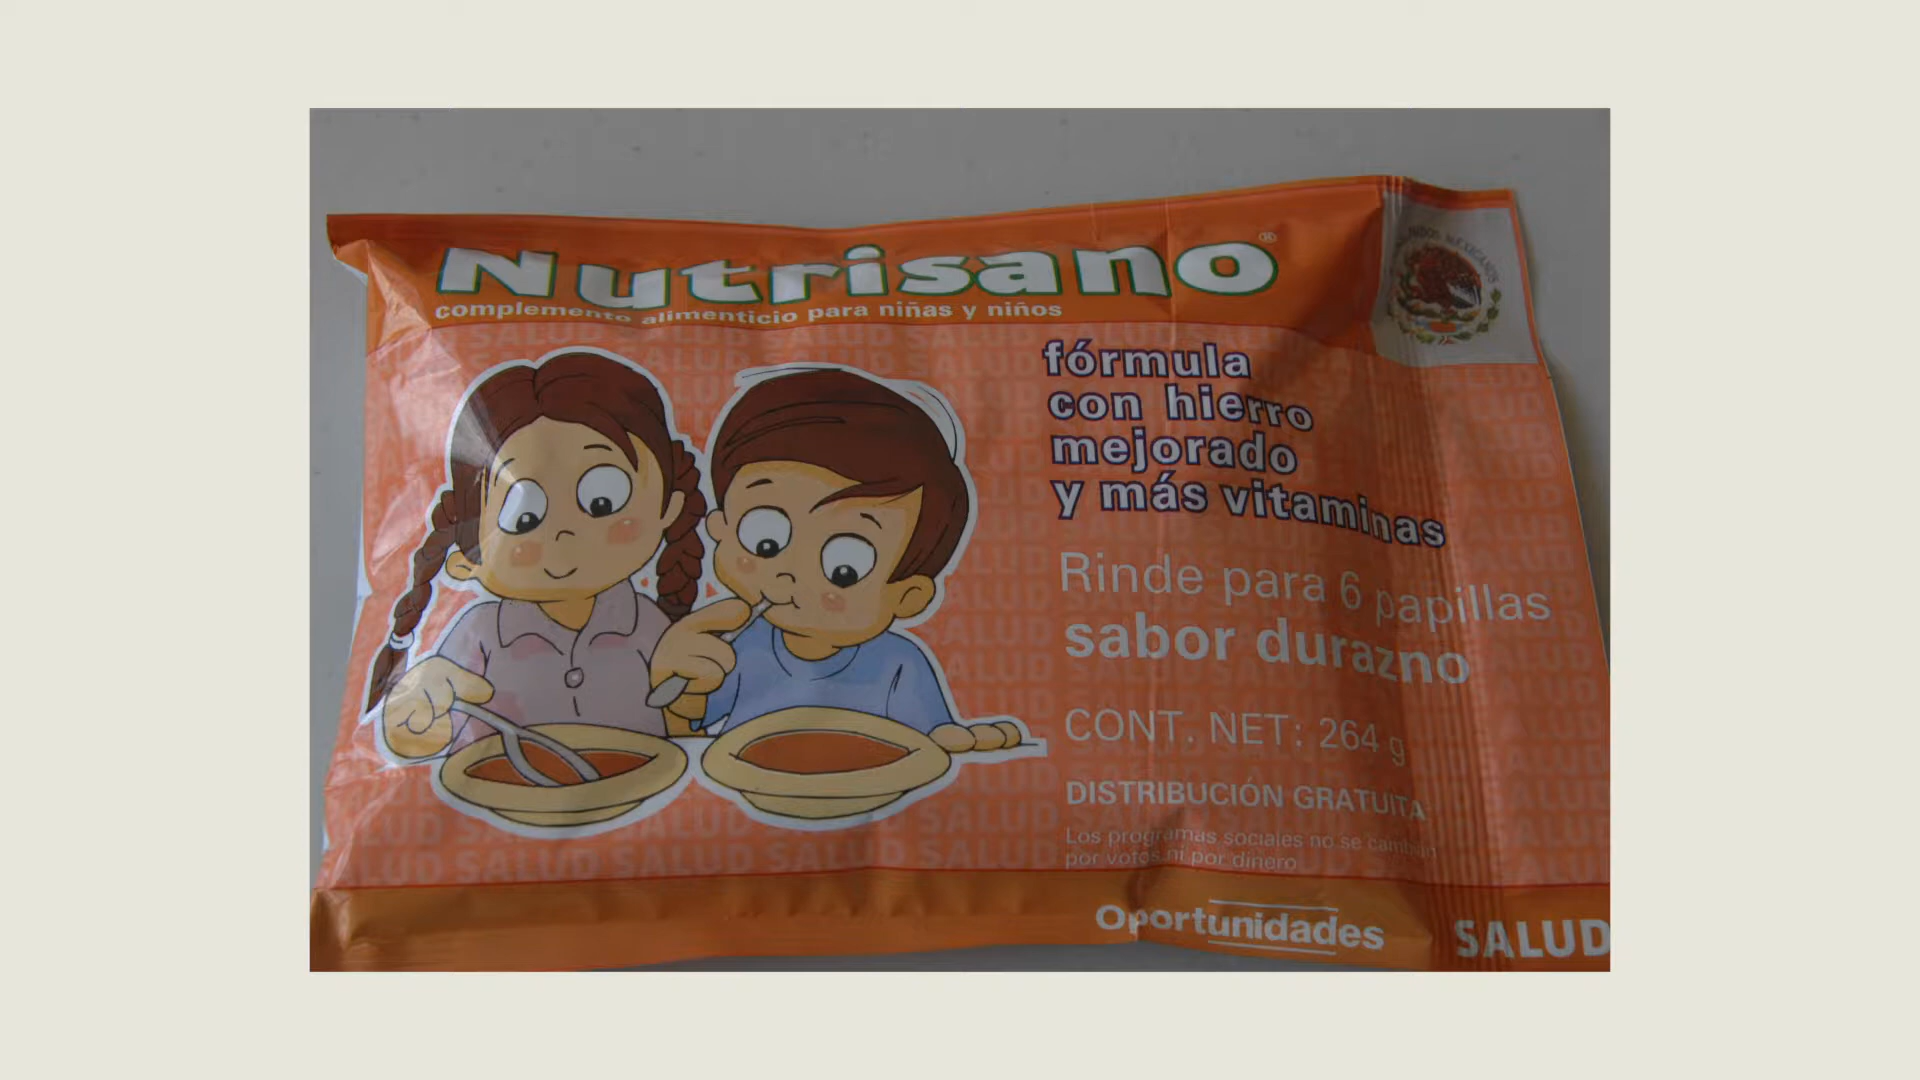 Nutrisano®
complemento alimenticio para niñas y niños
fórmula
con hierro
mejorado
y más vitaminas
Rinde para 6 papillas
sabor durazno
CONT. NET: 264 g
DISTRIBUCIÓN GRATUITA
Los programas sociales no se cambian
por votos ni por dinero
Oportunidades
SALUD